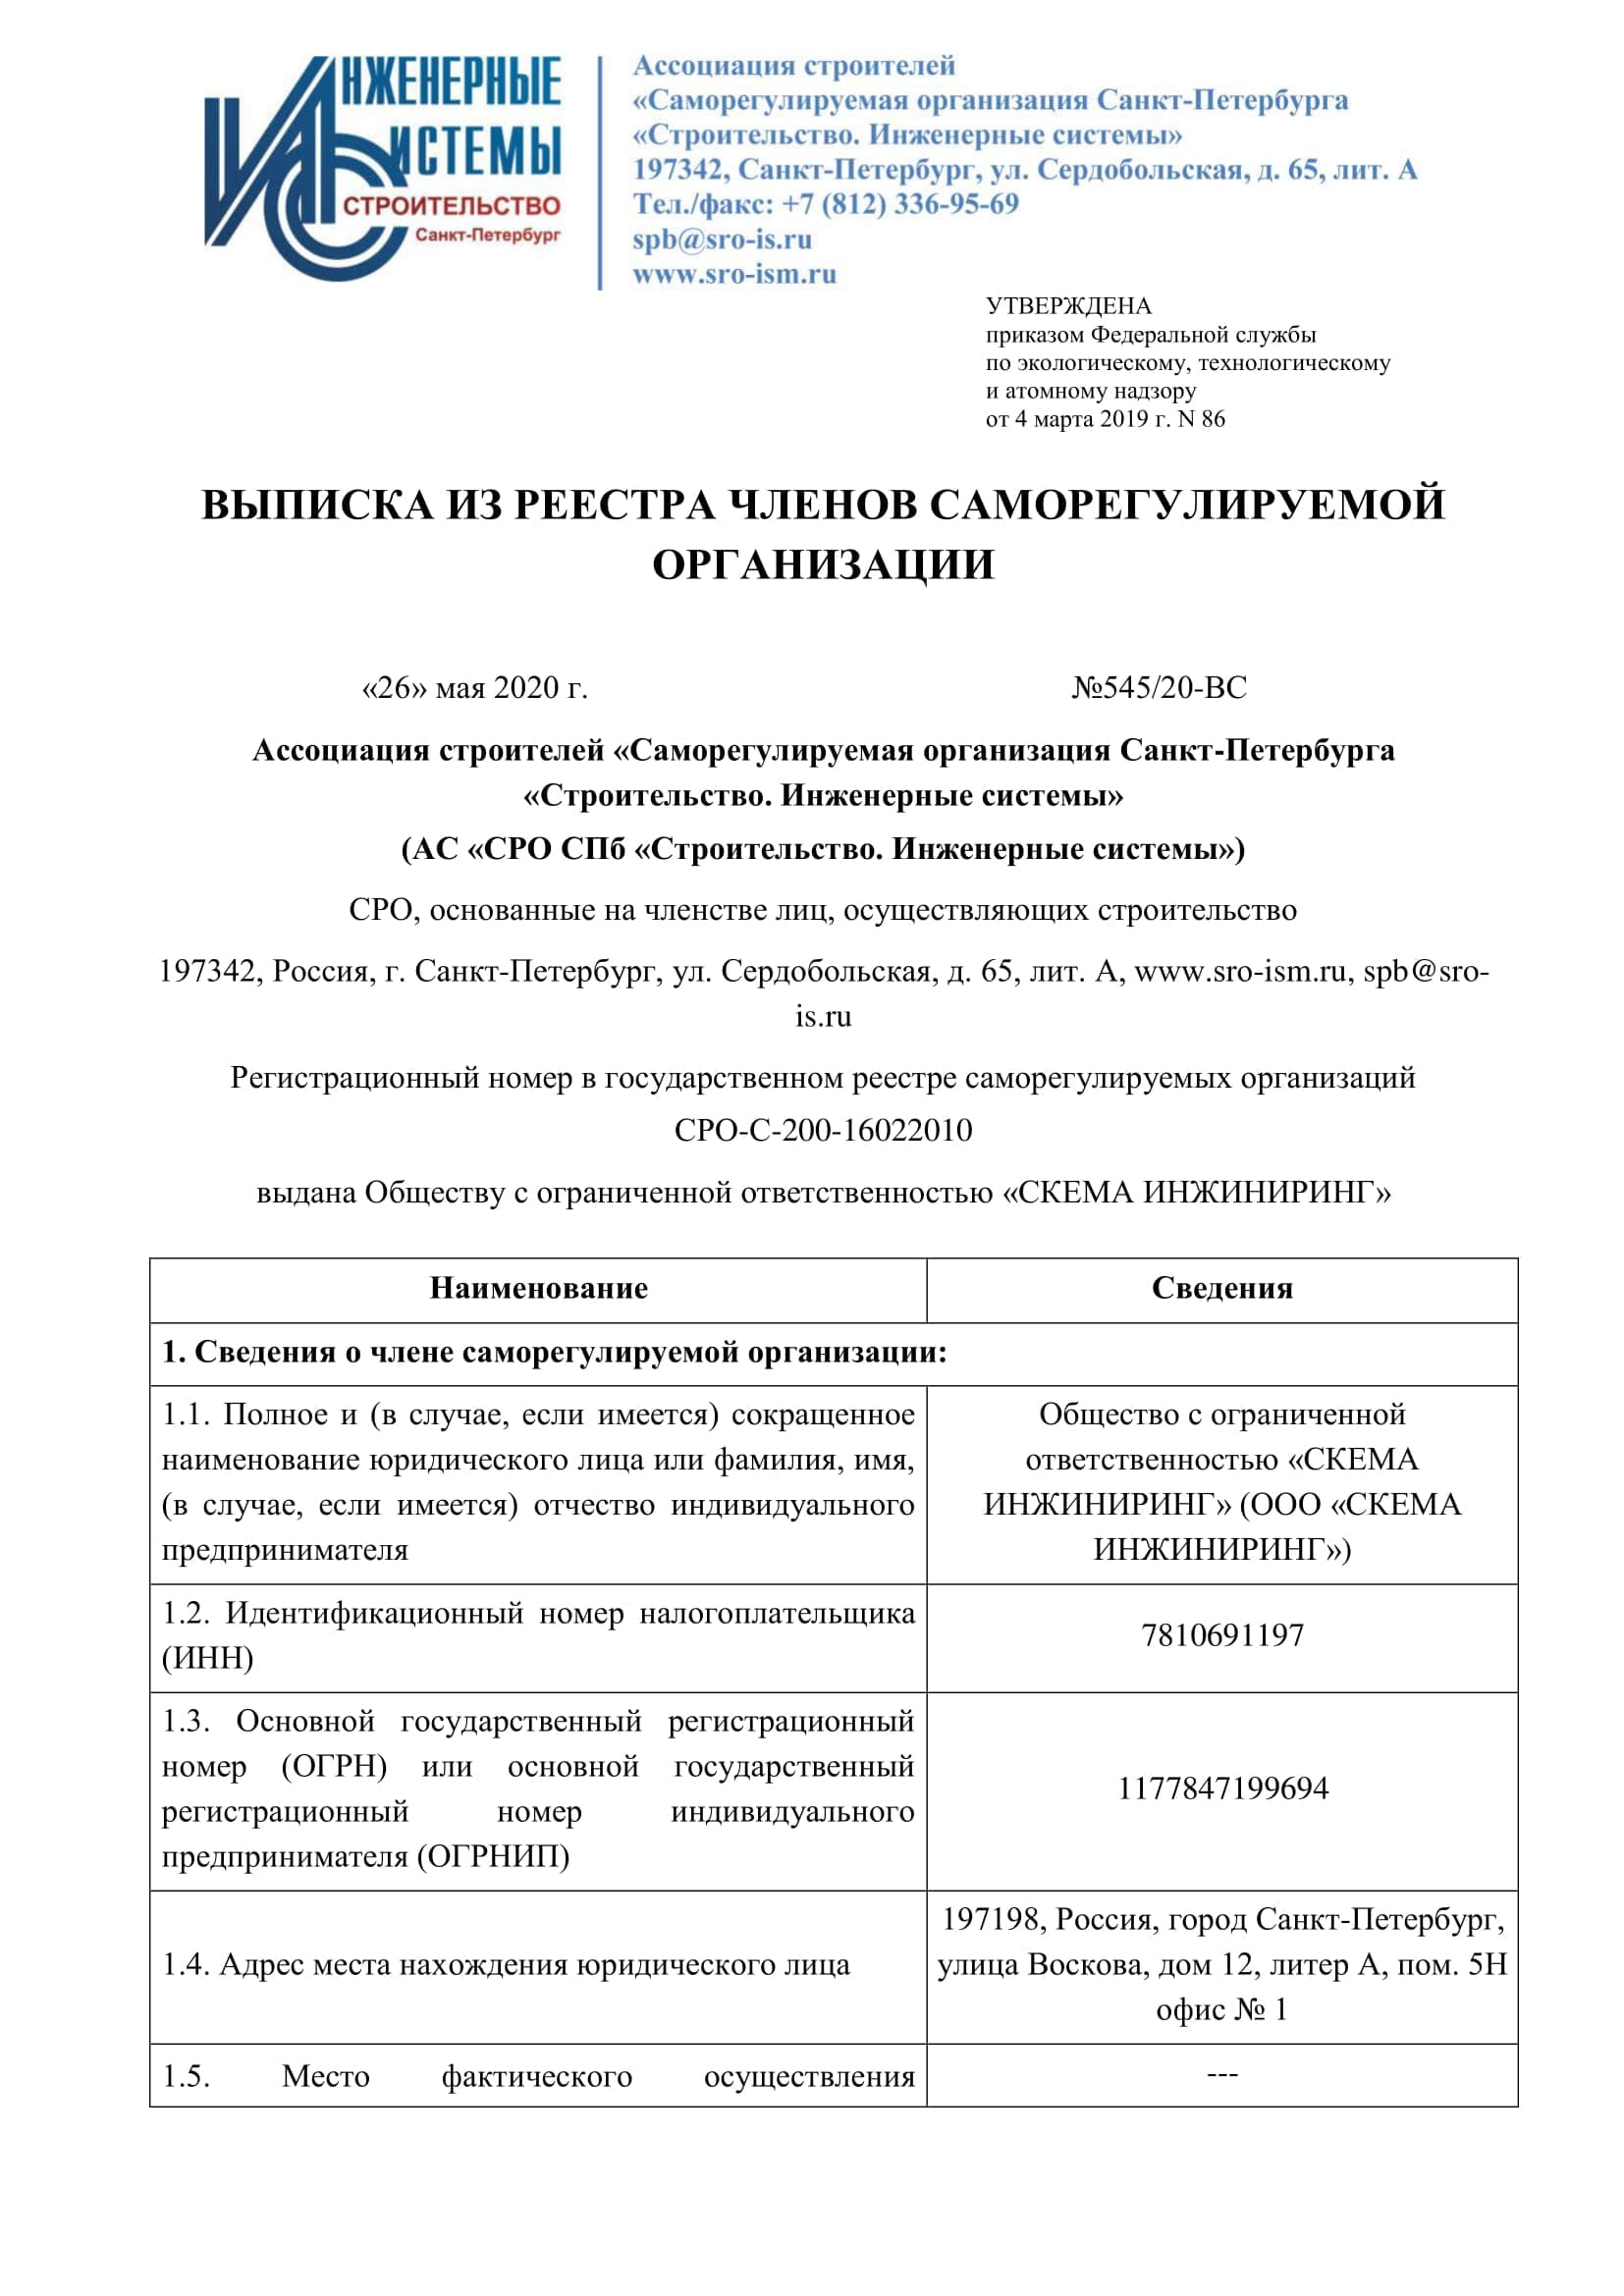 ИНЖЕНЕРНЫЕ
СИСТЕМЫ
СТРОИТЕЛЬСТВО
Санкт-Петербург
Ассоциация строителей
«Саморегулируемая организация Санкт-Петербурга
«Строительство. Инженерные системы»
197342, Санкт-Петербург, ул. Сердобольская, д. 65, лит. А
Тел./факс: +7 (812) 336-95-69
spb@sro-is.ru
www.sro-ism.ru
УТВЕРЖДЕНА
приказом Федеральной службы
по экологическому, технологическому
и атомному надзору
от 4 марта 2019 г. N 86
ВЫПИСКА ИЗ РЕЕСТРА ЧЛЕНОВ САМОРЕГУЛИРУЕМОЙ
ОРГАНИЗАЦИИ
«26» мая 2020 г. №545/20-ВС
Ассоциация строителей «Саморегулируемая организация Санкт-Петербурга
«Строительство. Инженерные системы»
(АС «СРО СПб «Строительство. Инженерные системы»)
СРО, основанные на членстве лиц, осуществляющих строительство
197342, Россия, г. Санкт-Петербург, ул. Сердобольская, д. 65, лит. А, www.sro-ism.ru, spb@sro-
is.ru
Регистрационный номер в государственном реестре саморегулируемых организаций
СРО-С-200-16022010
выдана Обществу с ограниченной ответственностью «СКЕМА ИНЖИНИРИНГ»
Наименование
Сведения
1. Сведения о члене саморегулируемой организации:
1.1. Полное и (в случае, если имеется) сокращенное
наименование юридического лица или фамилия, имя,
(в случае, если имеется) отчество индивидуального
предпринимателя
Общество с ограниченной
ответственностью «СКЕМА
ИНЖИНИРИНГ» (ООО «СКЕМА
ИНЖИНИРИНГ»)
1.2. Идентификационный номер налогоплательщика
(ИНН)
7810691197
1.3. Основной государственный регистрационный
номер (ОГРН) или основной государственный
регистрационный номер индивидуального
предпринимателя (ОГРНИП)
1177847199694
1.4. Адрес места нахождения юридического лица
197198, Россия, город Санкт-Петербург,
улица Воскова, дом 12, литер А, пом. 5Н
офис № 1
1.5. Место фактического осуществления
---